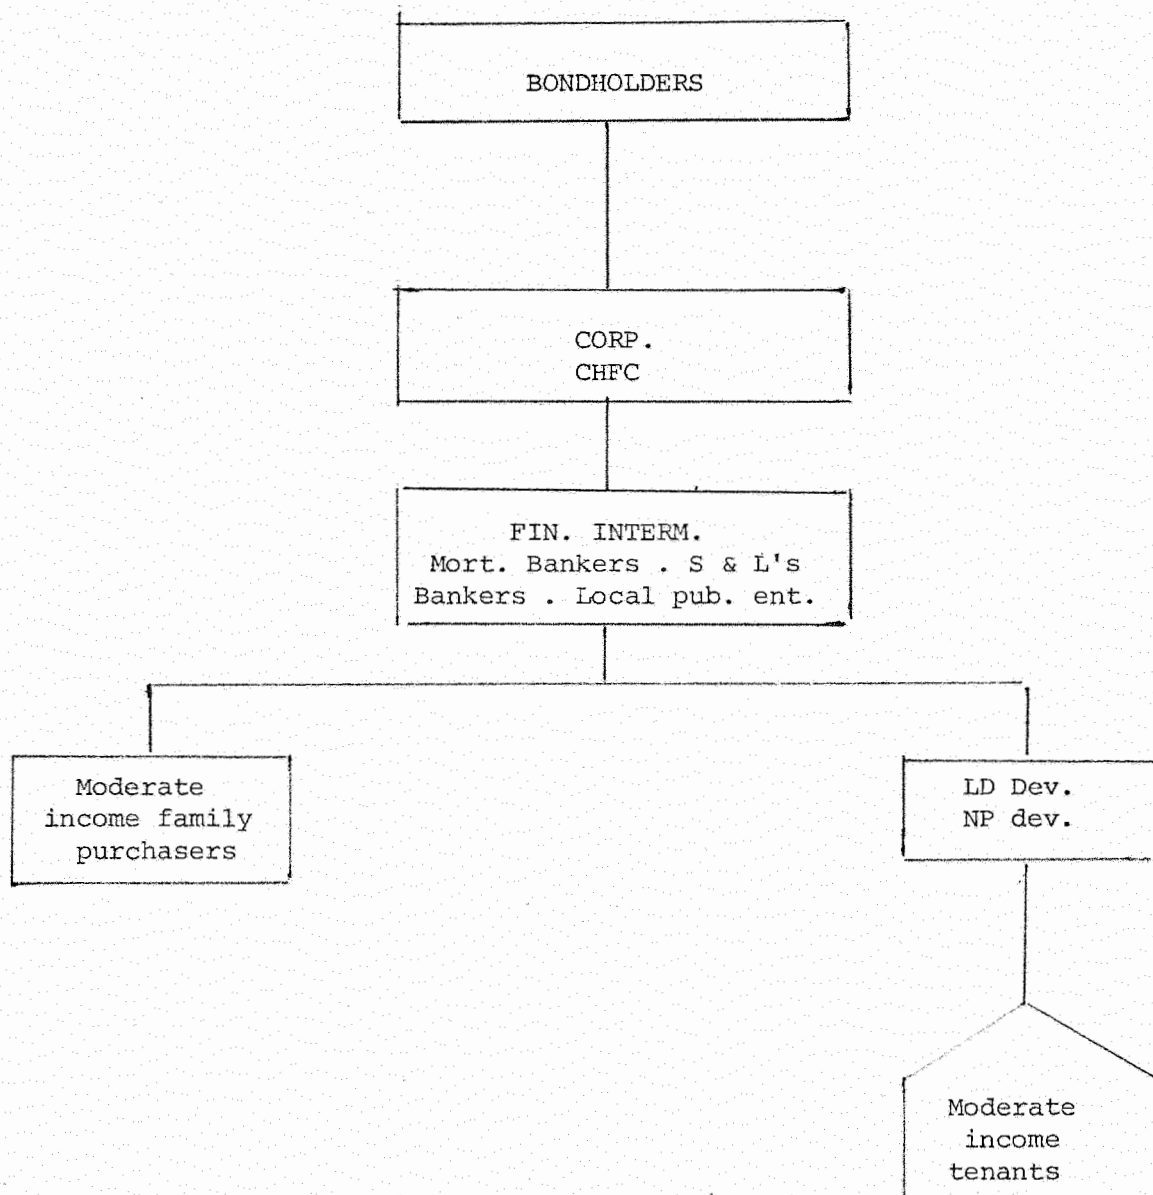 BONDHOLDERS
CORP.
CHFC
FIN. INTERM.
Mort. Bankers . S & L's
Bankers . Local pub. ent.
Moderate
income family
purchasers
LD Dev.
NP dev.
Moderate
income
tenants